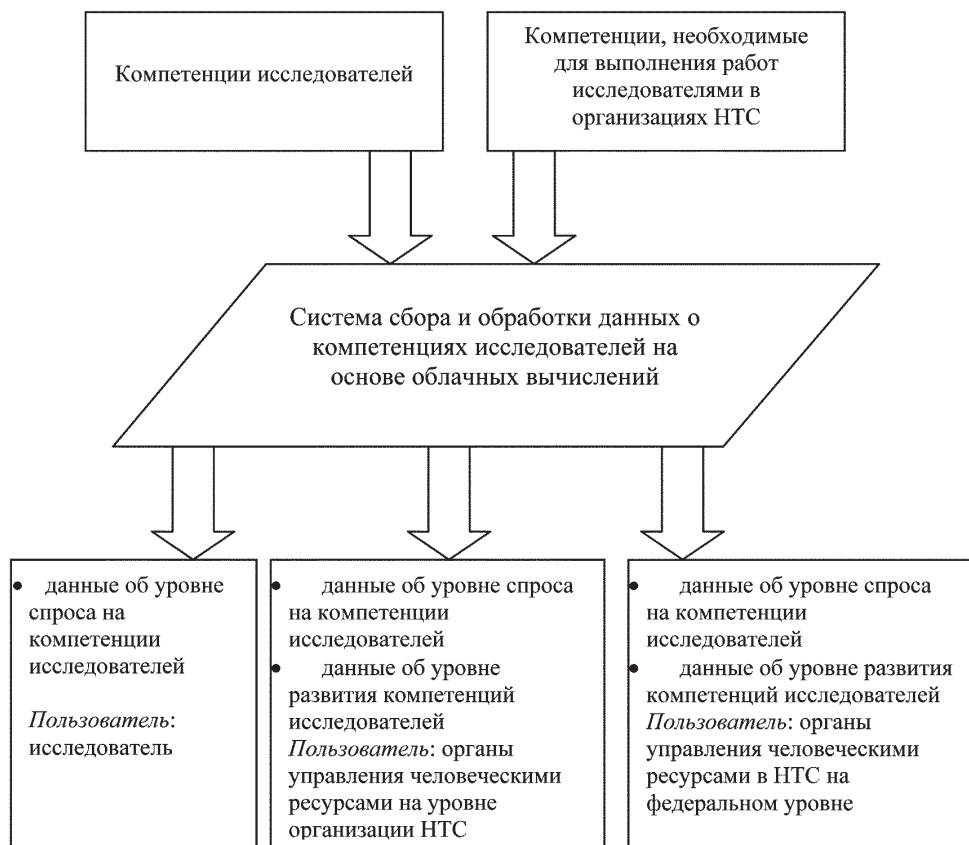 Компетенции исследователей
Компетенции, необходимые
для выполнения работ
исследователями в
организациях НТС
Система сбора и обработки данных о
компетенциях исследователей на
основе облачных вычислений
• данные об уровне
спроса на
компетенции
исследователей
Пользователь:
исследователь
• данные об уровне спроса
на компетенции
исследователей
• данные об уровне
развития компетенций
исследователей
Пользователь: органы
управления человеческими
ресурсами на уровне
организации НТС
• данные об уровне спроса
на компетенции
исследователей
• данные об уровне развития
компетенций исследователей
Пользователь: органы
управления человеческими
ресурсами в НТС на
федеральном уровне